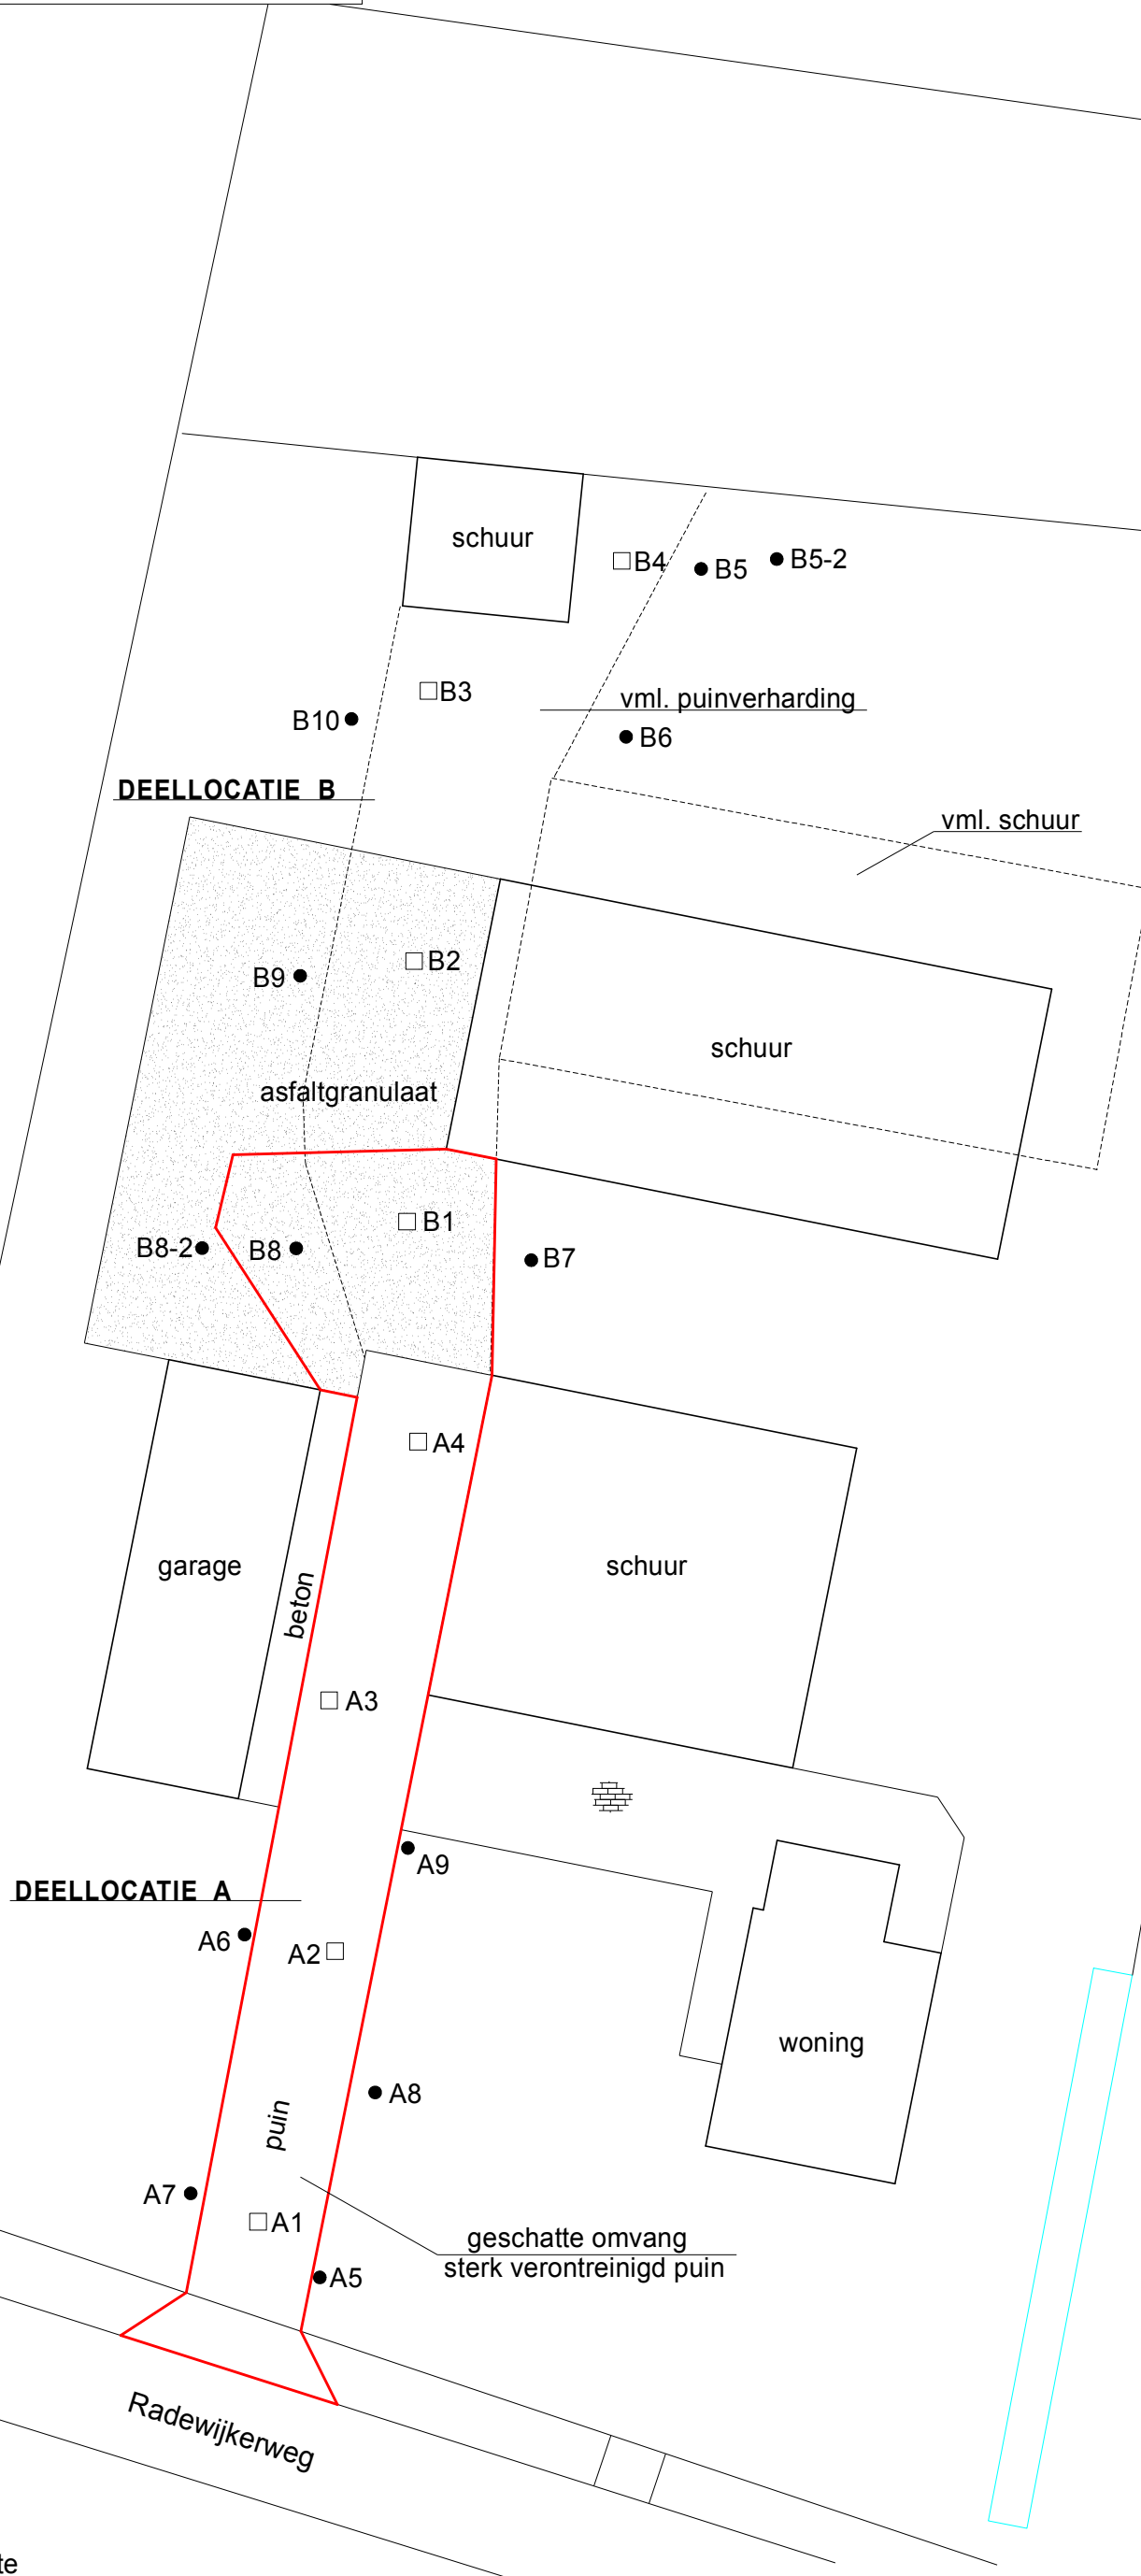 schuur
B4
B5
B5-2
B3
vml. puinverharding
B10
B6
DEELLOCATIE B
vml. schuur
B2
B9
schuur
asfaltgranulaat
B1
B8-2
B8
B7
A4
garage
schuur
beton
A3
A9
DEELLOCATIE A
A6
A2
woning
A8
puin
A7
A1
geschatte omvang
sterk verontreinigd puin
A5
Radewijkerweg
te